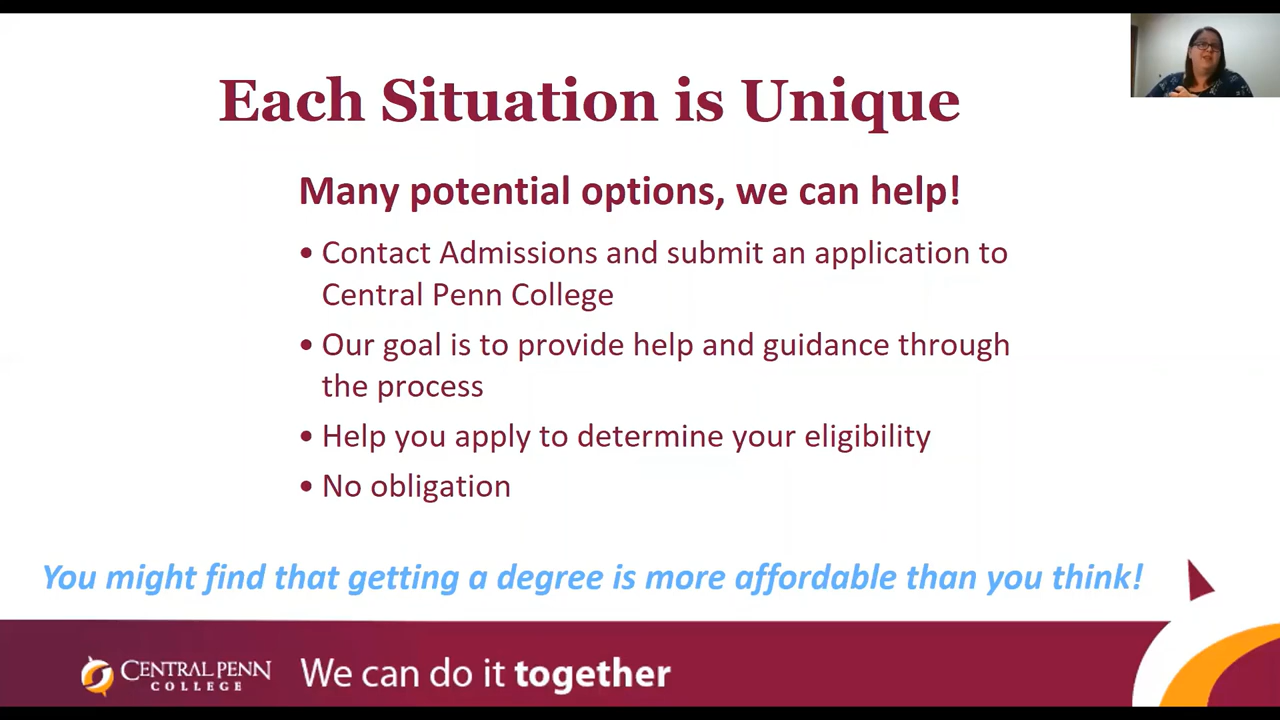 Each Situation is Unique
Many potential options, we can help!
• Contact Admissions and submit an application to
Central Penn College
• Our goal is to provide help and guidance through
the process
• Help you apply to determine your eligibility
• No obligation
You might find that getting a degree is more affordable than you think!
CENTRAL PENN
COLLEGE
We can do it together